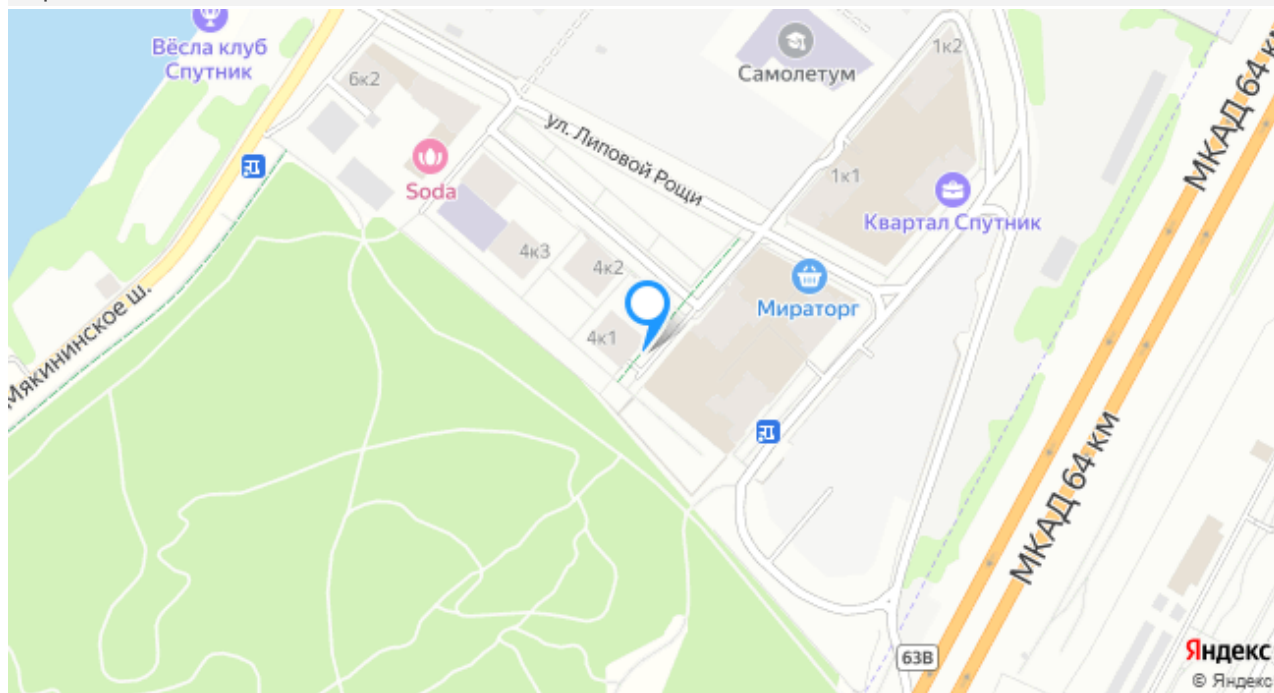 Вёсла клуб
Спутник
1к2
МКАД 64 км
6к2
Самолетум
ул. Липовой Рощи
Soda
1к1
Квартал Спутник
4к3
4к2
Мираторг
Мякининское ш.
4к1
МКАД 64 км
63В
Яндекс
© Яндекс